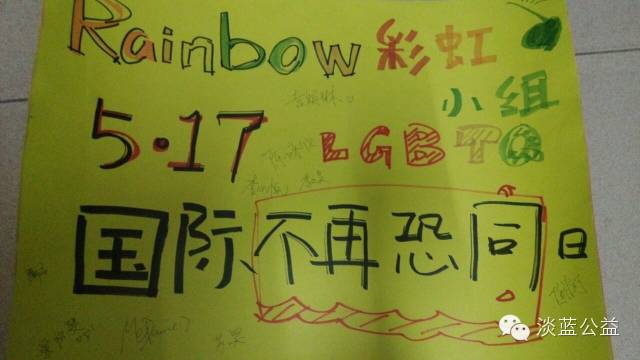 Rainbow 彩虹
小组
5·17 LGBTQ
国际不再恐同日
淡蓝公益